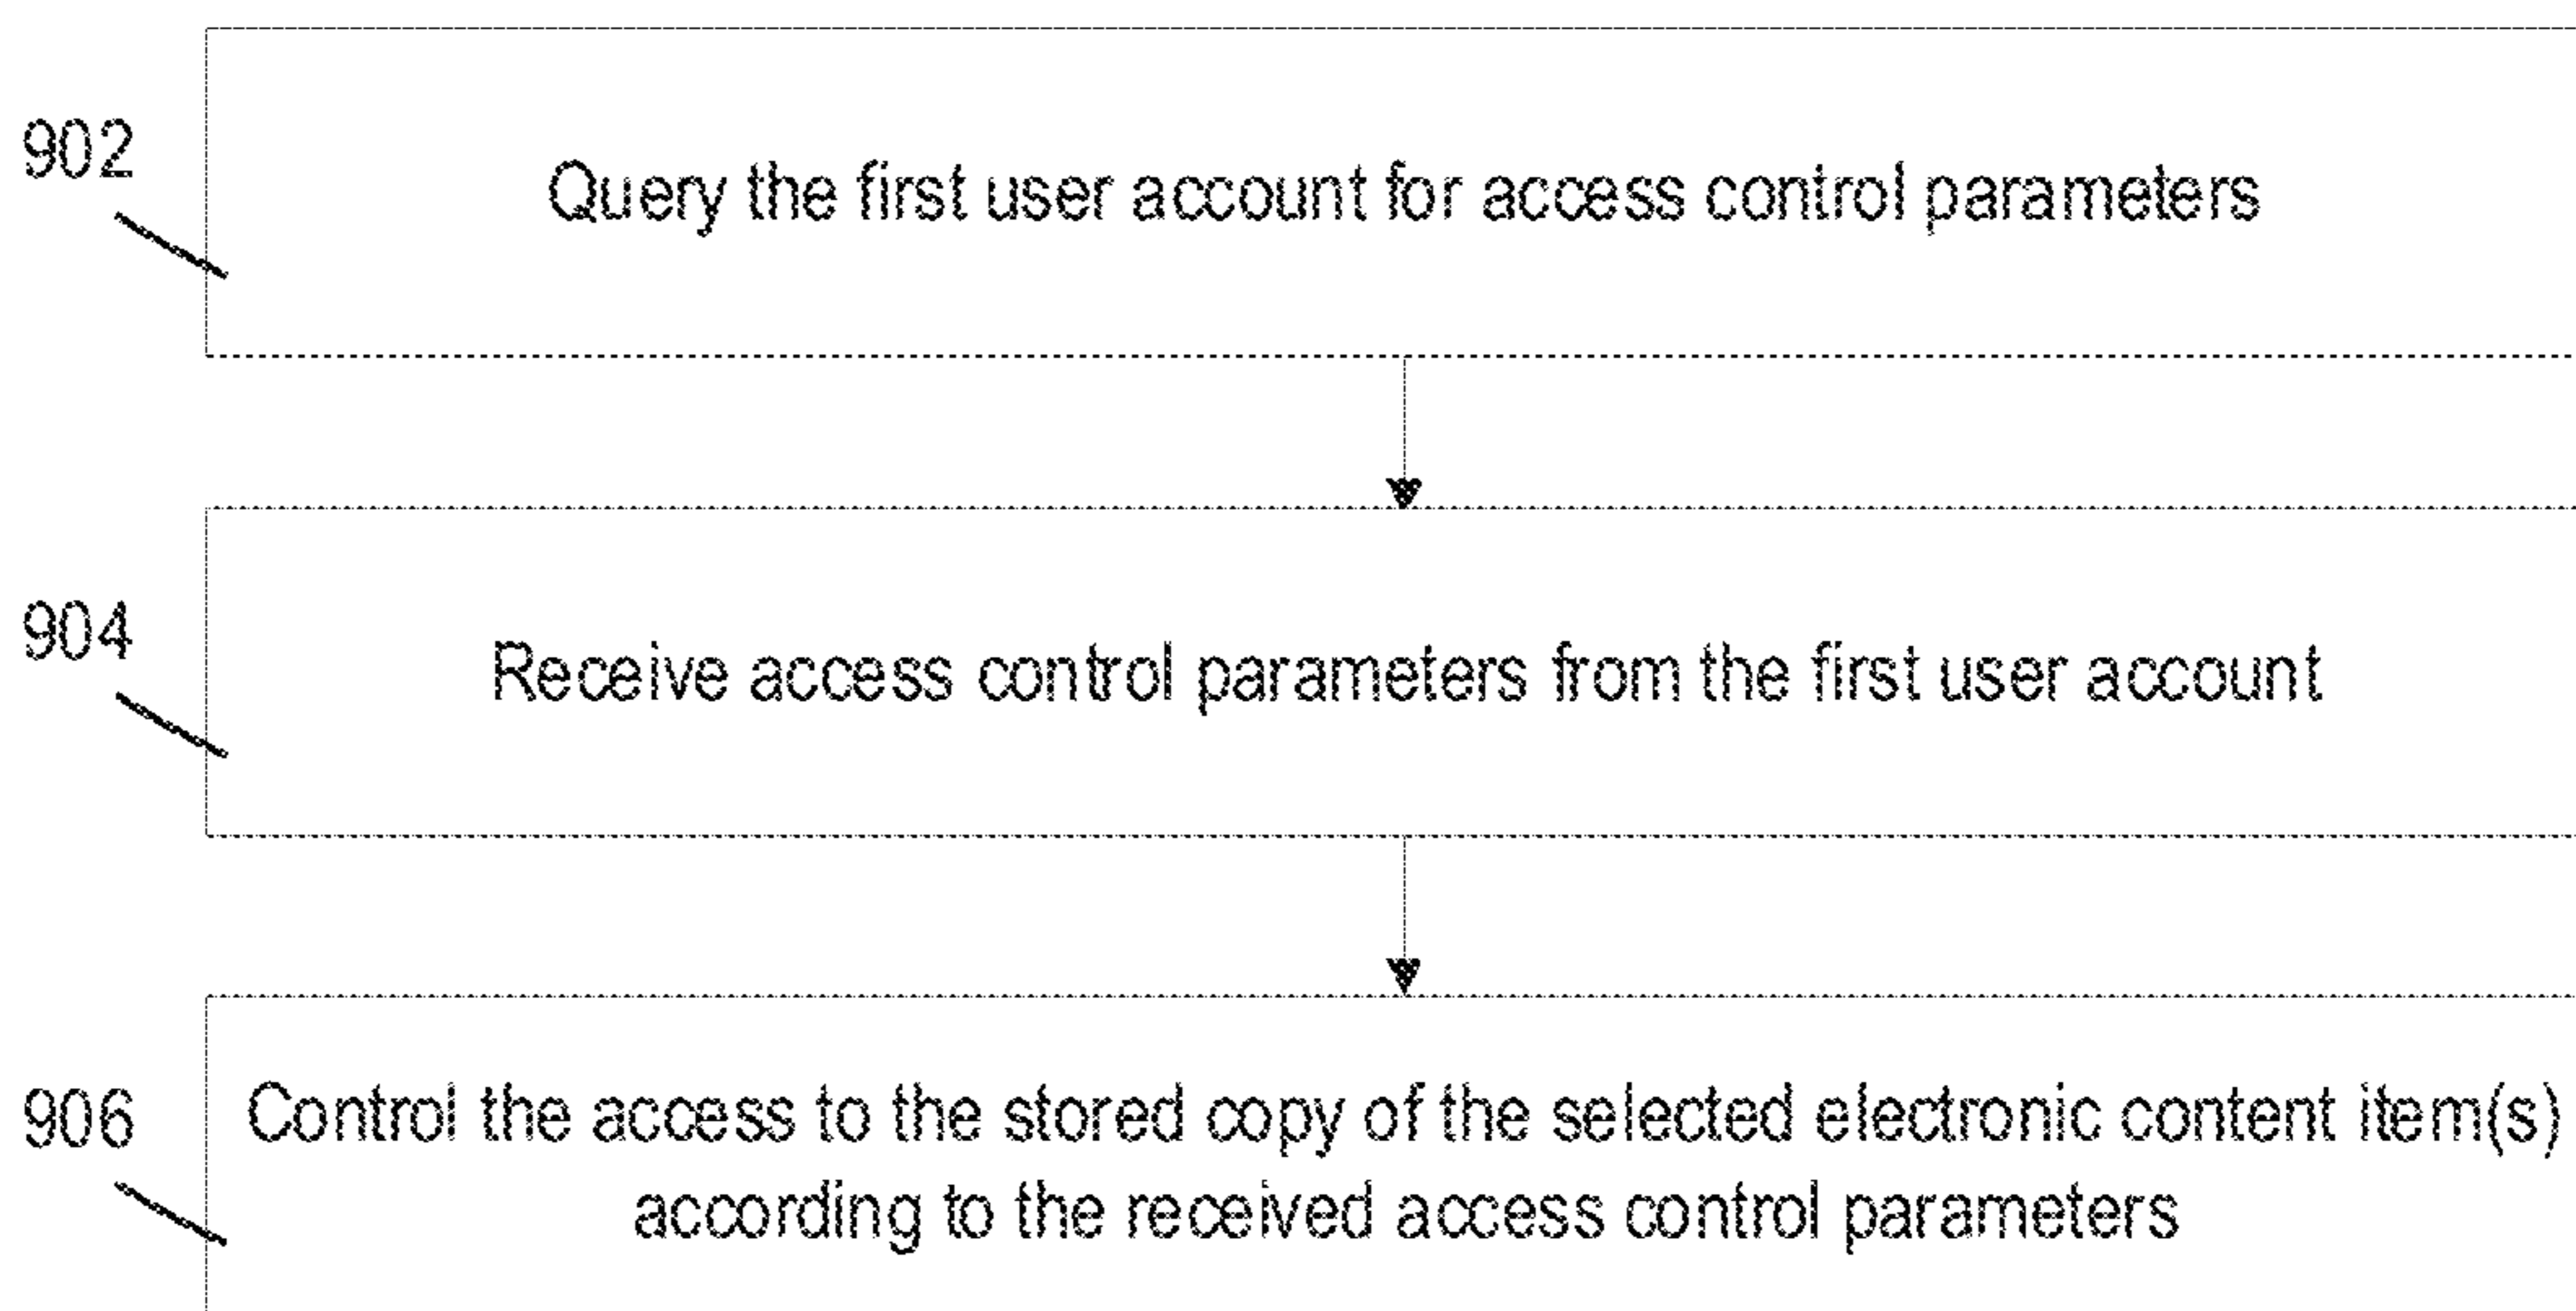 902
Query the first user account for access control parameters
904
Receive access control parameters from the first user account
906
Control the access to the stored copy of the selected electronic content item(s)
according to the received access control parameters